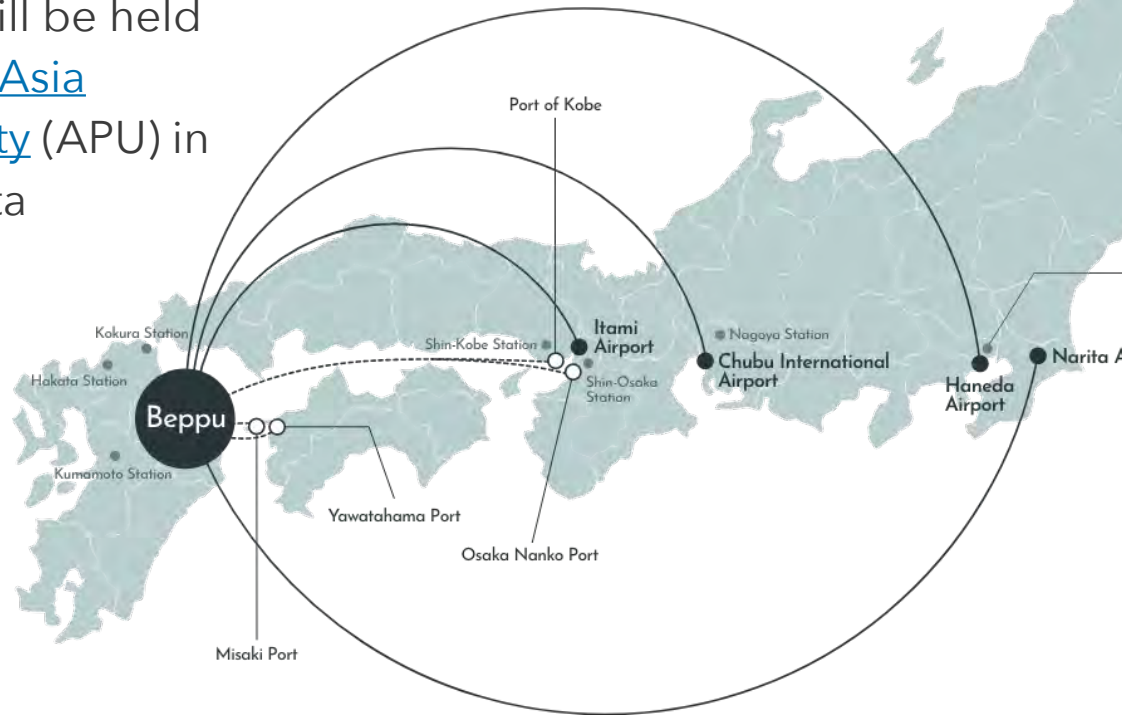 ill be held
Asia
ty (APU) in
ta
Port of Kobe
Kokura Station
Hakata Station
Shin-Kobe Station
Itami
Airport
Nagoya Station
Chubu International
Airport
Shin-Osaka
Station
Haneda
Airport
Narita A
Beppu
Kumamoto Station
Yawatahama Port
Osaka Nanko Port
Misaki Port